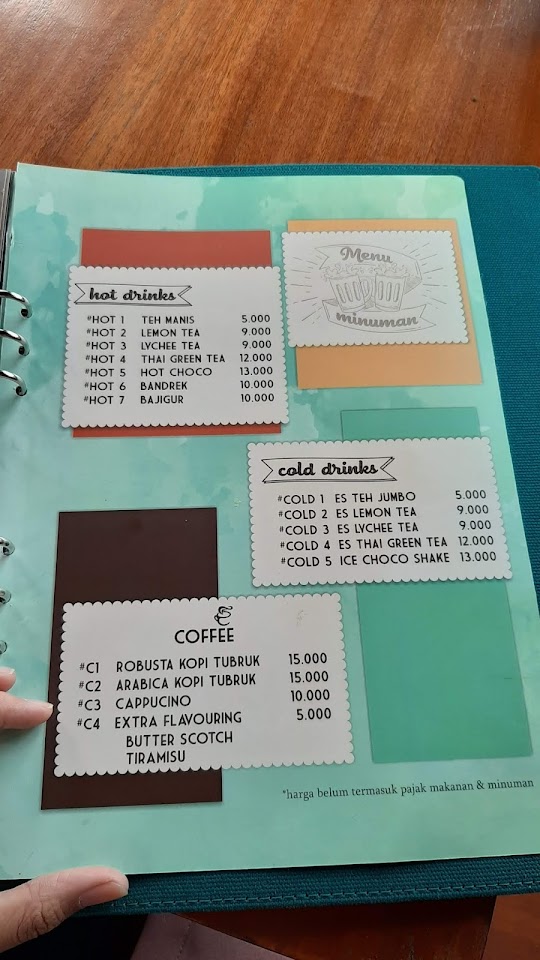 Menu
minuman
hot drinks
#HOT 1 TEH MANIS 5.000
#HOT 2 LEMON TEA 9.000
#HOT 3 LYCHEE TEA 9.000
#HOT 4 THAI GREEN TEA 12.000
#HOT 5 HOT CHOCO 13.000
#HOT 6 BANDREK 10.000
#HOT 7 BAJIGUR 10.000
cold drinks
#COLD 1 ES TEH JUMBO 5.000
#COLD 2 ES LEMON TEA 9.000
#COLD 3 ES LYCHEE TEA 9.000
#COLD 4 ES THAI GREEN TEA 12.000
#COLD 5 ICE CHOCO SHAKE 13.000
COFFEE
#C1 ROBUSTA KOPI TUBRUK 15.000
#C2 ARABICA KOPI TUBRUK 15.000
#C3 CAPPUCINO 10.000
#C4 EXTRA FLAVOURING 5.000
BUTTER SCOTCH
TIRAMISU
*harga belum termasuk pajak makanan & minuman